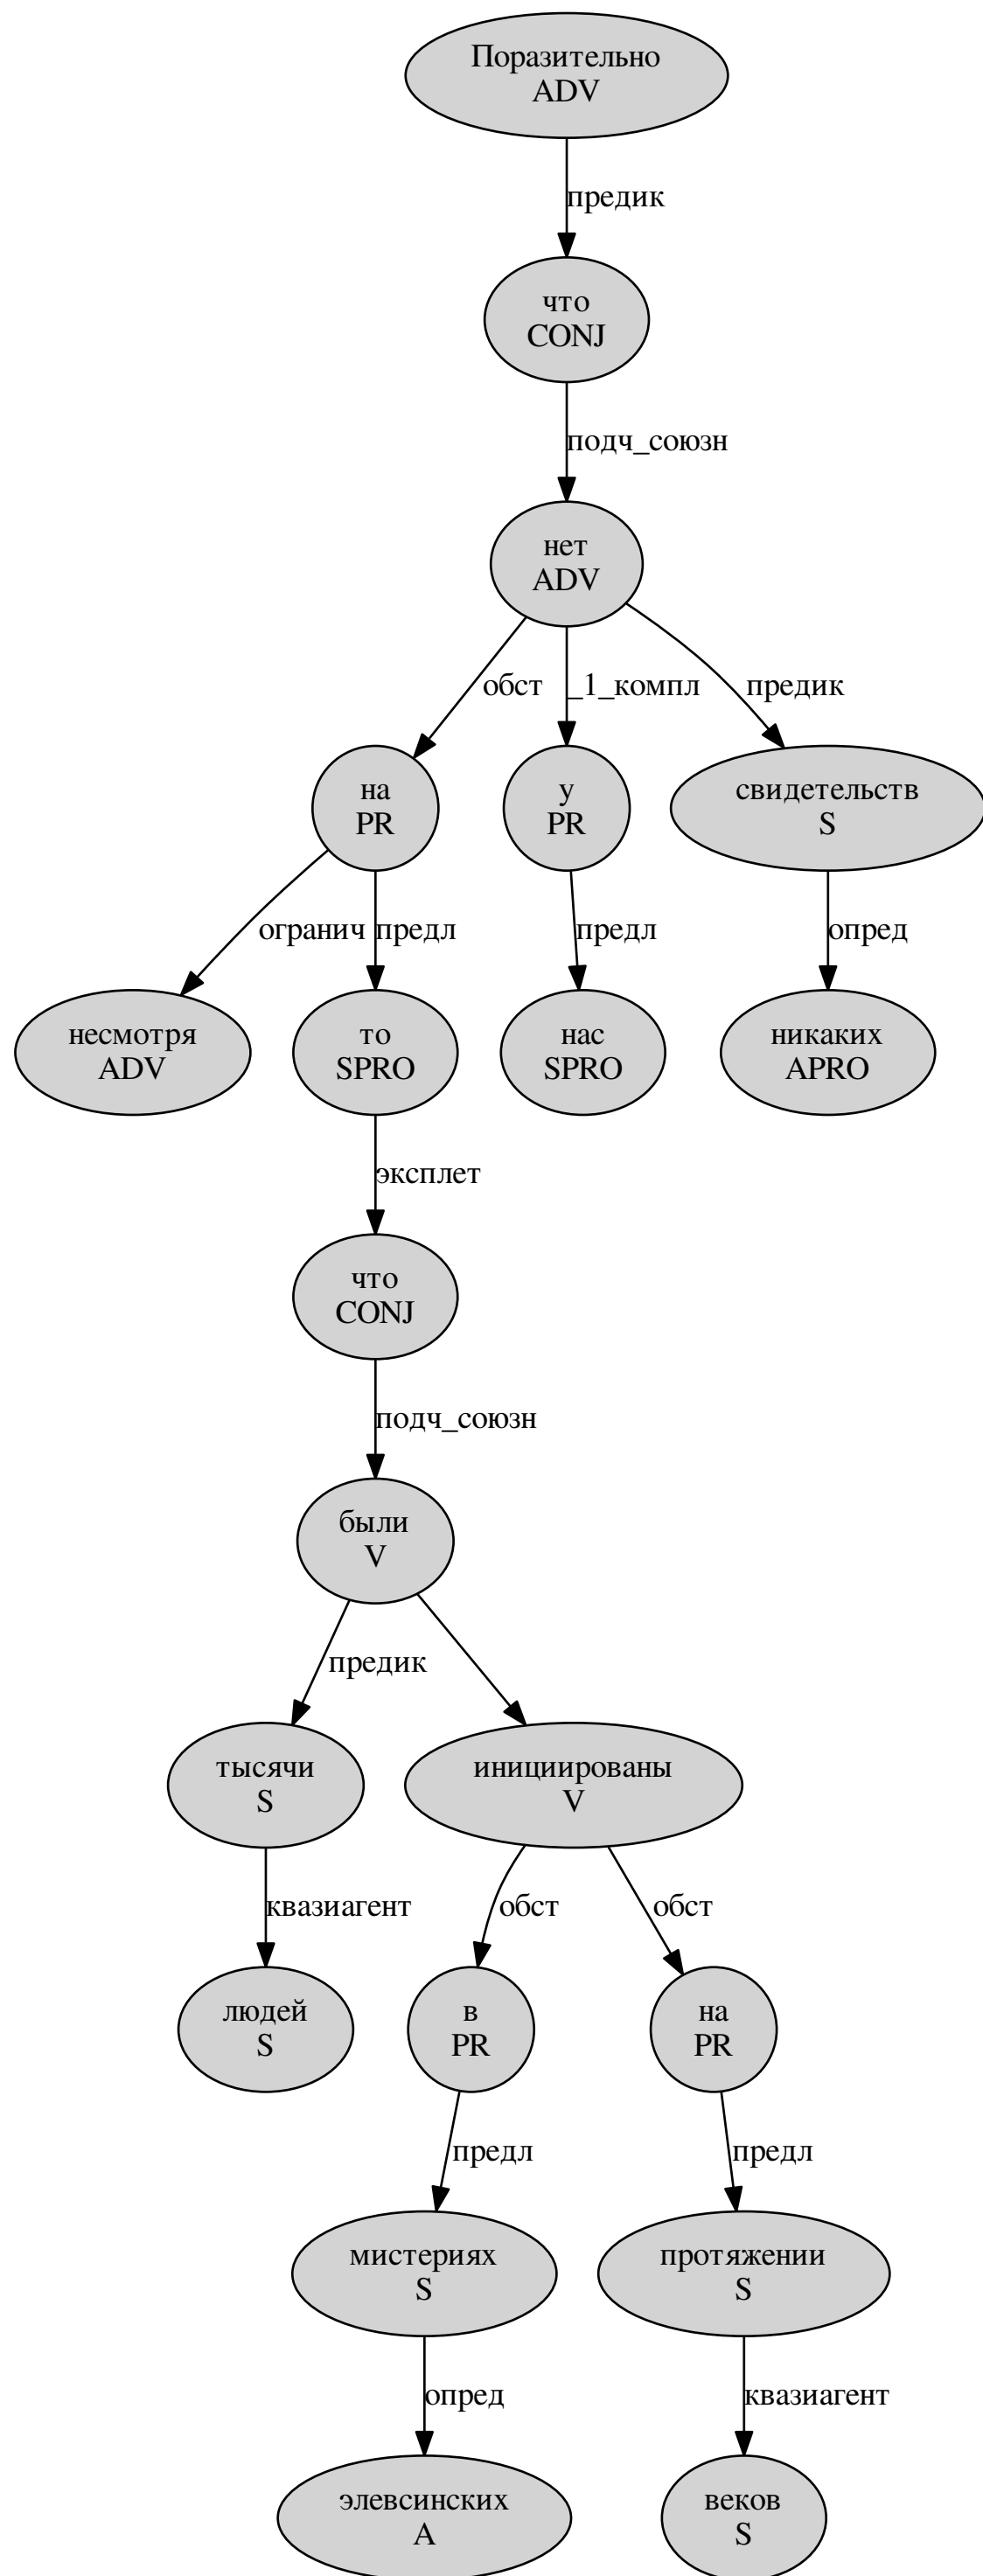 Поразительно
ADV
предик
что
CONJ
подч_союзн
нет
ADV
обст
_1_компл
предик
на
PR
у
PR
свидетельств
S
огранич
предл
предл
опред
несмотря
ADV
то
SPRO
нас
SPRO
никаких
APRO
эксплет
что
CONJ
подч_союзн
были
V
предик
тысячи
S
инициированы
V
квазиагент
обст
обст
людей
S
в
PR
на
PR
предл
предл
мистериях
S
протяжении
S
опред
квазиагент
элевсинских
A
веков
S